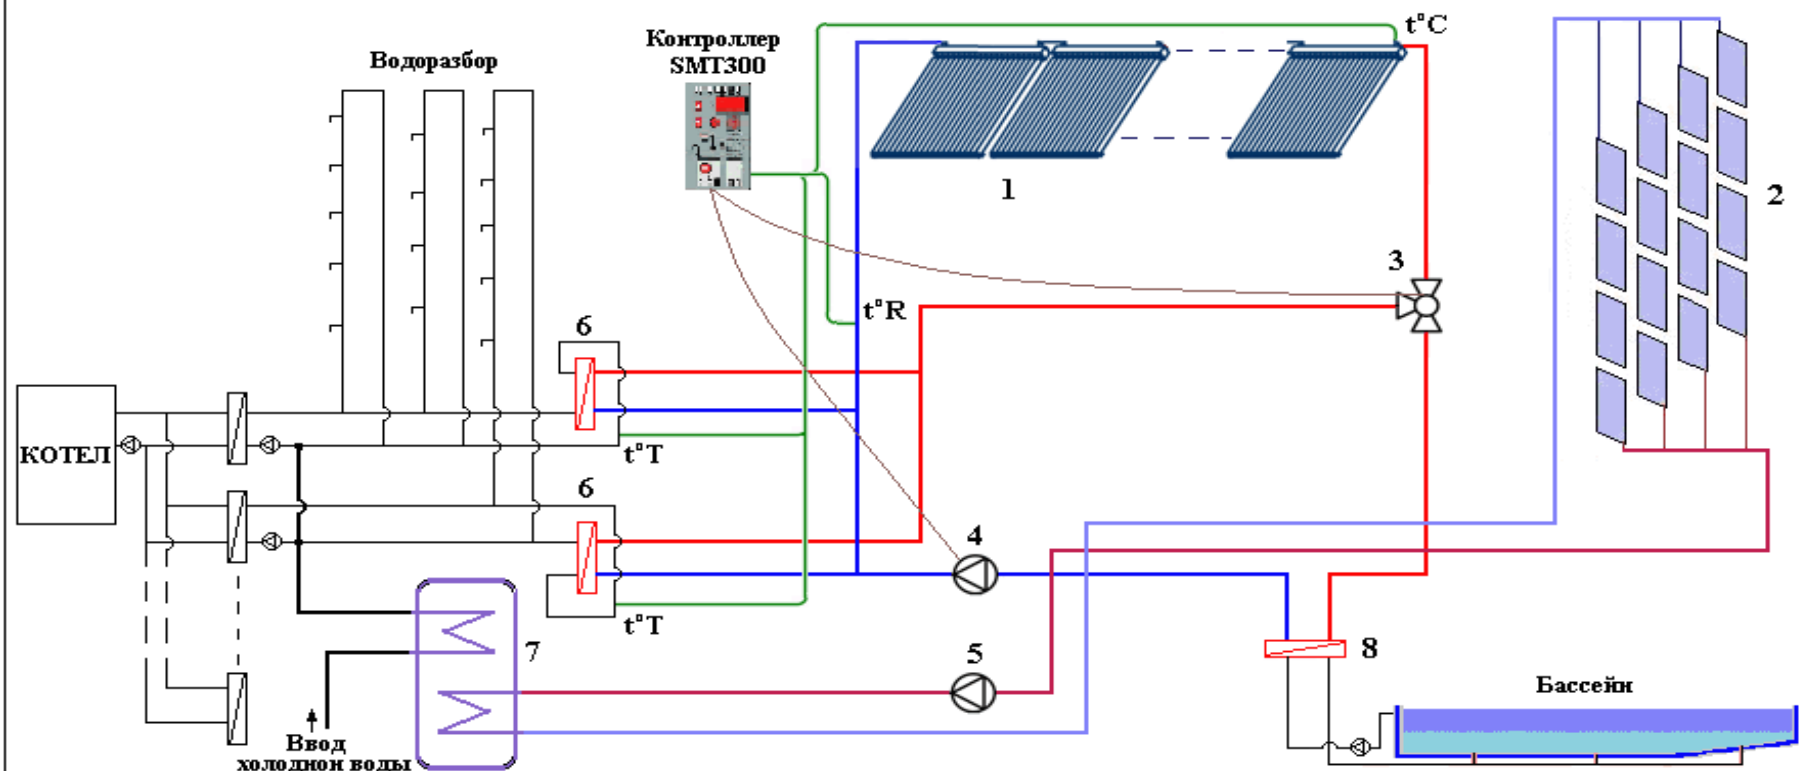 Водоразбор
Контроллер
SMT300
t°C
1
2
3
t°R
6
КОТЕЛ
t°T
6
4
t°T
7
5
8
Бассейн
Ввод
холодной воды